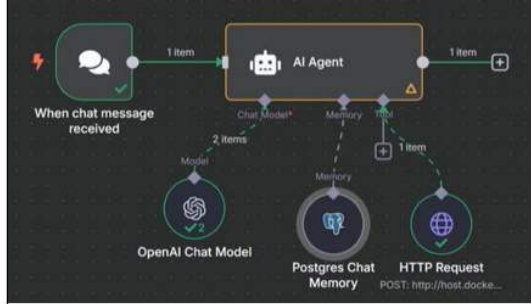 1 item
AI Agent
1 item
When chat message
received
Chat Model*
Memory
Tool
2 items
1 item
Model
Memory
2
OpenAI Chat Model
Postgres Chat
Memory
HTTP Request
POST: http://host.docke...